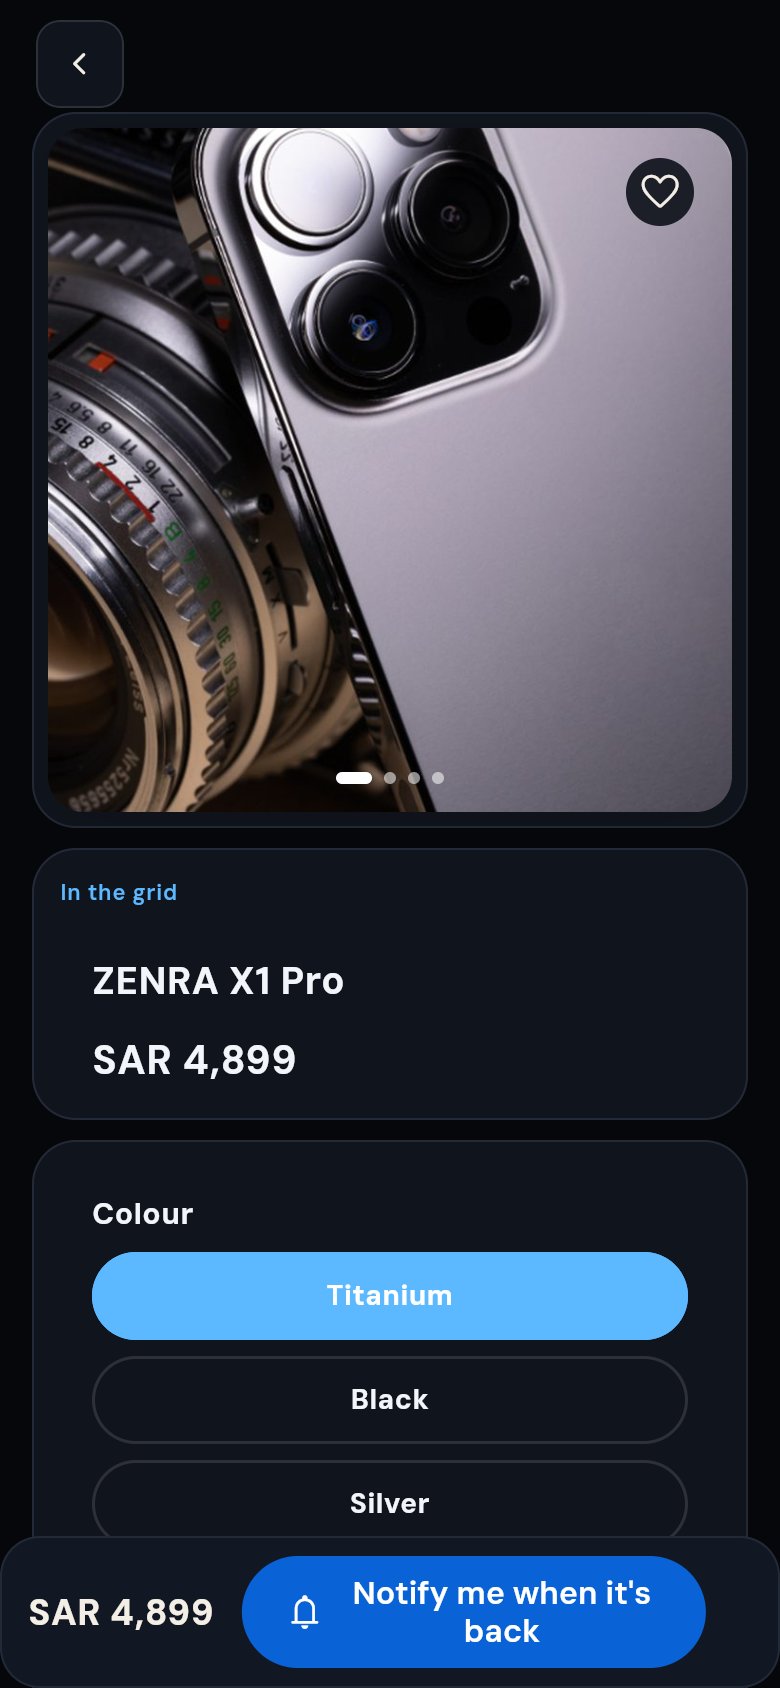 In the grid
ZENRA X1 Pro
SAR 4,899
Colour
Titanium
Black
Silver
SAR 4,899
Notify me when it's
back